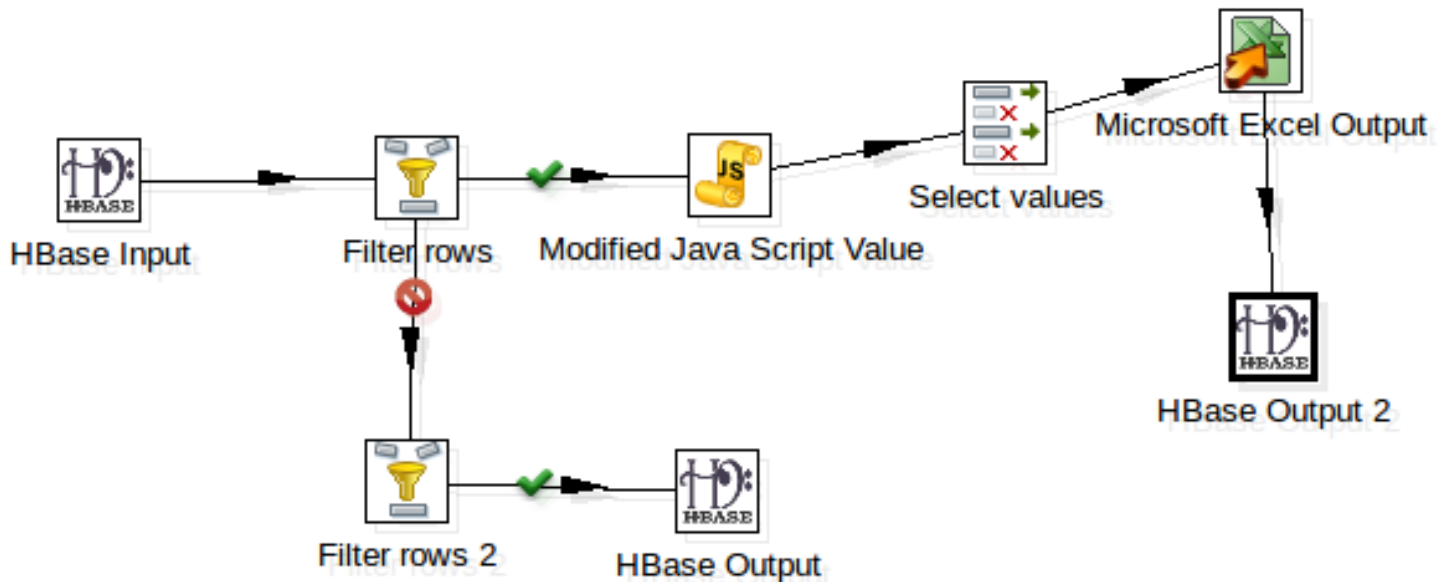 Microsoft Excel Output
JS
Select values
HBASE
HBase Input
Filter rows
Modified Java Script Value
HBASE
HBase Output 2
Filter rows 2
HBASE
HBase Output